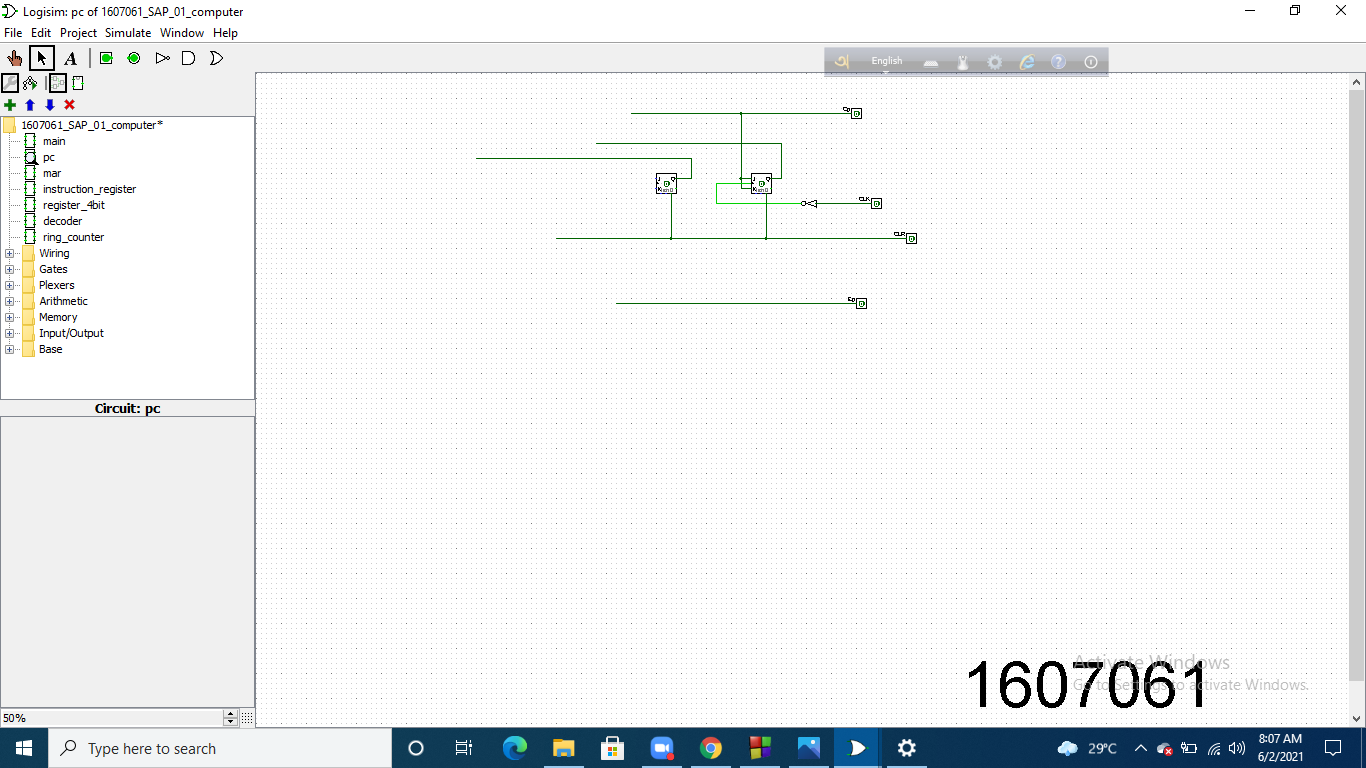 Logisim: pc of 1607061_SAP_01_computer
File Edit Project Simulate Window Help
A
English
1607061_SAP_01_computer*
main
pc
mar
instruction_register
register_4bit
decoder
ring_counter
Wiring
Gates
Plexers
Arithmetic
Memory
Input/Output
Base
Circuit: pc
CLK
CLR
1607061
Activate Windows
Go to Settings to activate Windows.
50%
Type here to search
29°C
8:07 AM
6/2/2021